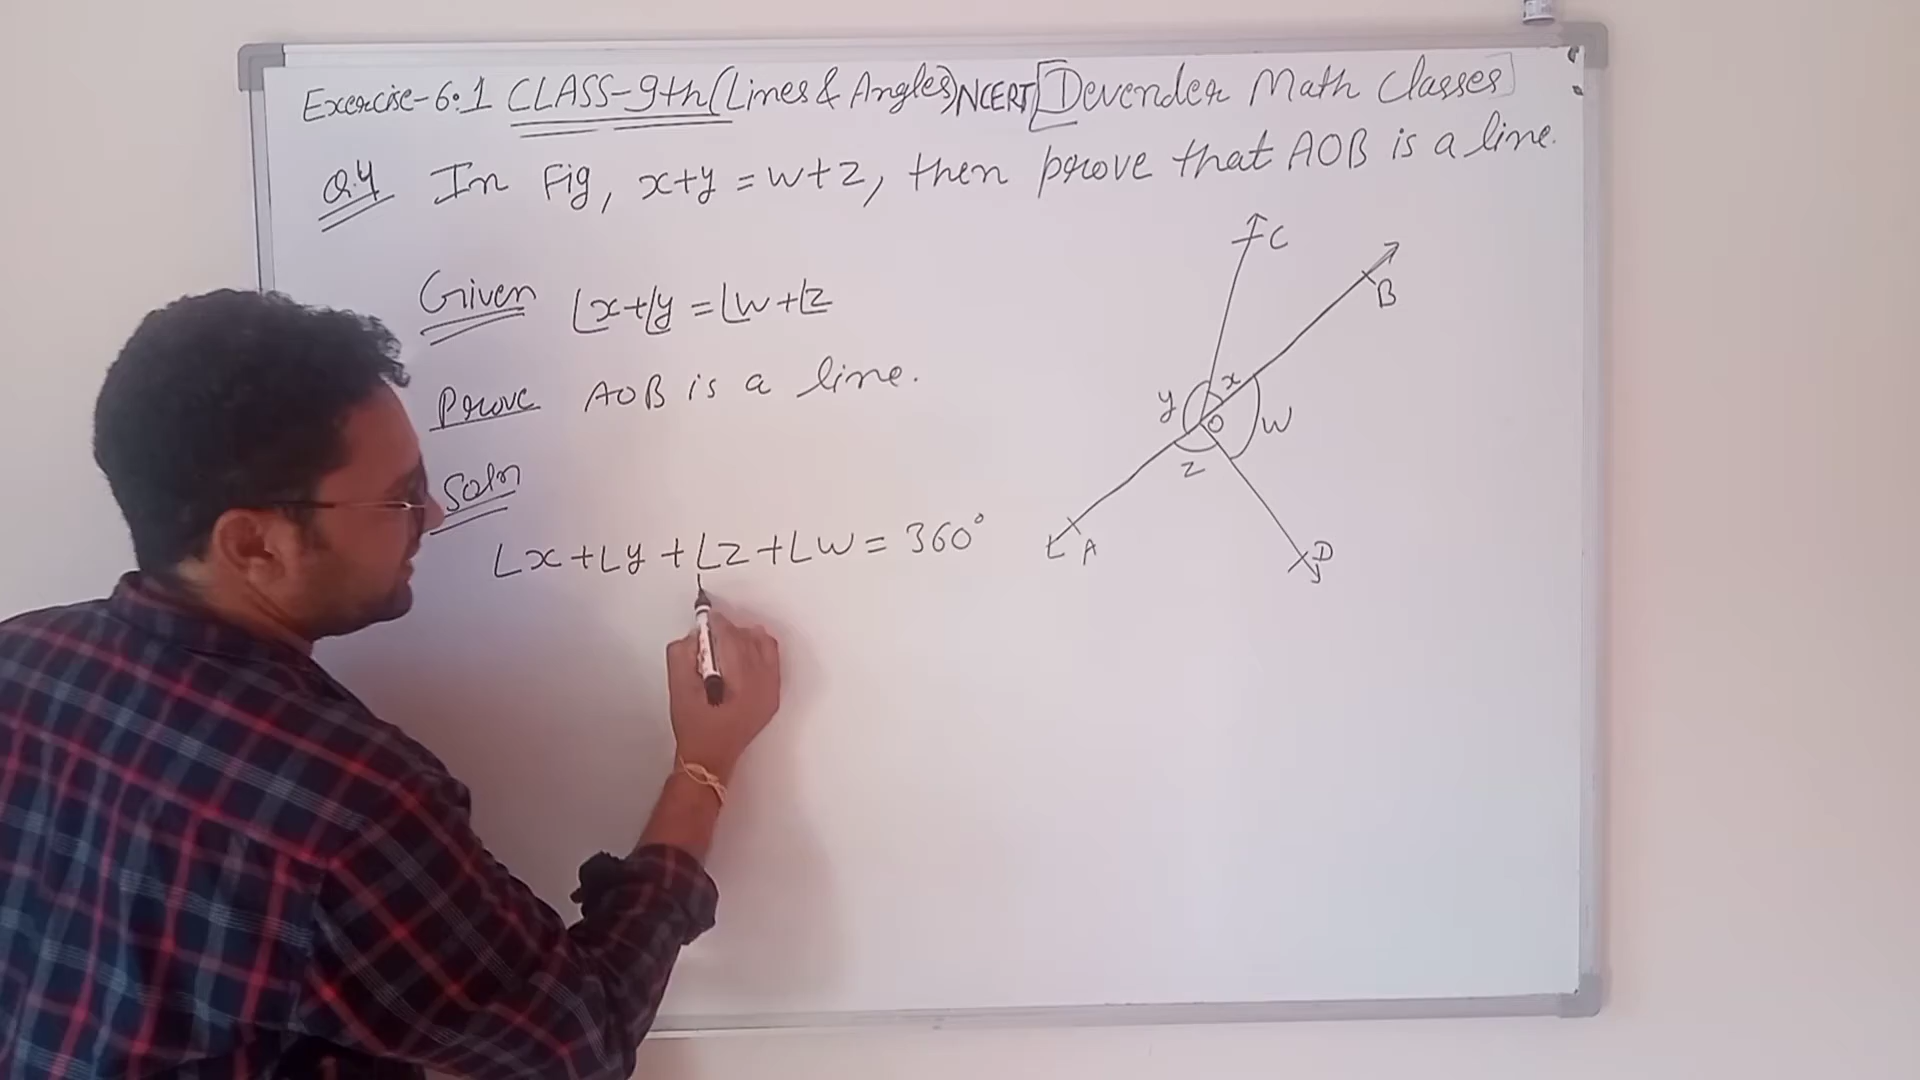 Exercise-6.1 CLASS-9th (Lines & Angles) NCERT [Devender Math Classes]
Q.4 In Fig, x+y = w+z, then prove that AOB is a line.
Given ∠x+∠y = ∠w+∠z
Prove AOB is a line.
Soln
∠x+∠y+∠z+∠w = 360°
C
B
x
y
O
w
z
A
D